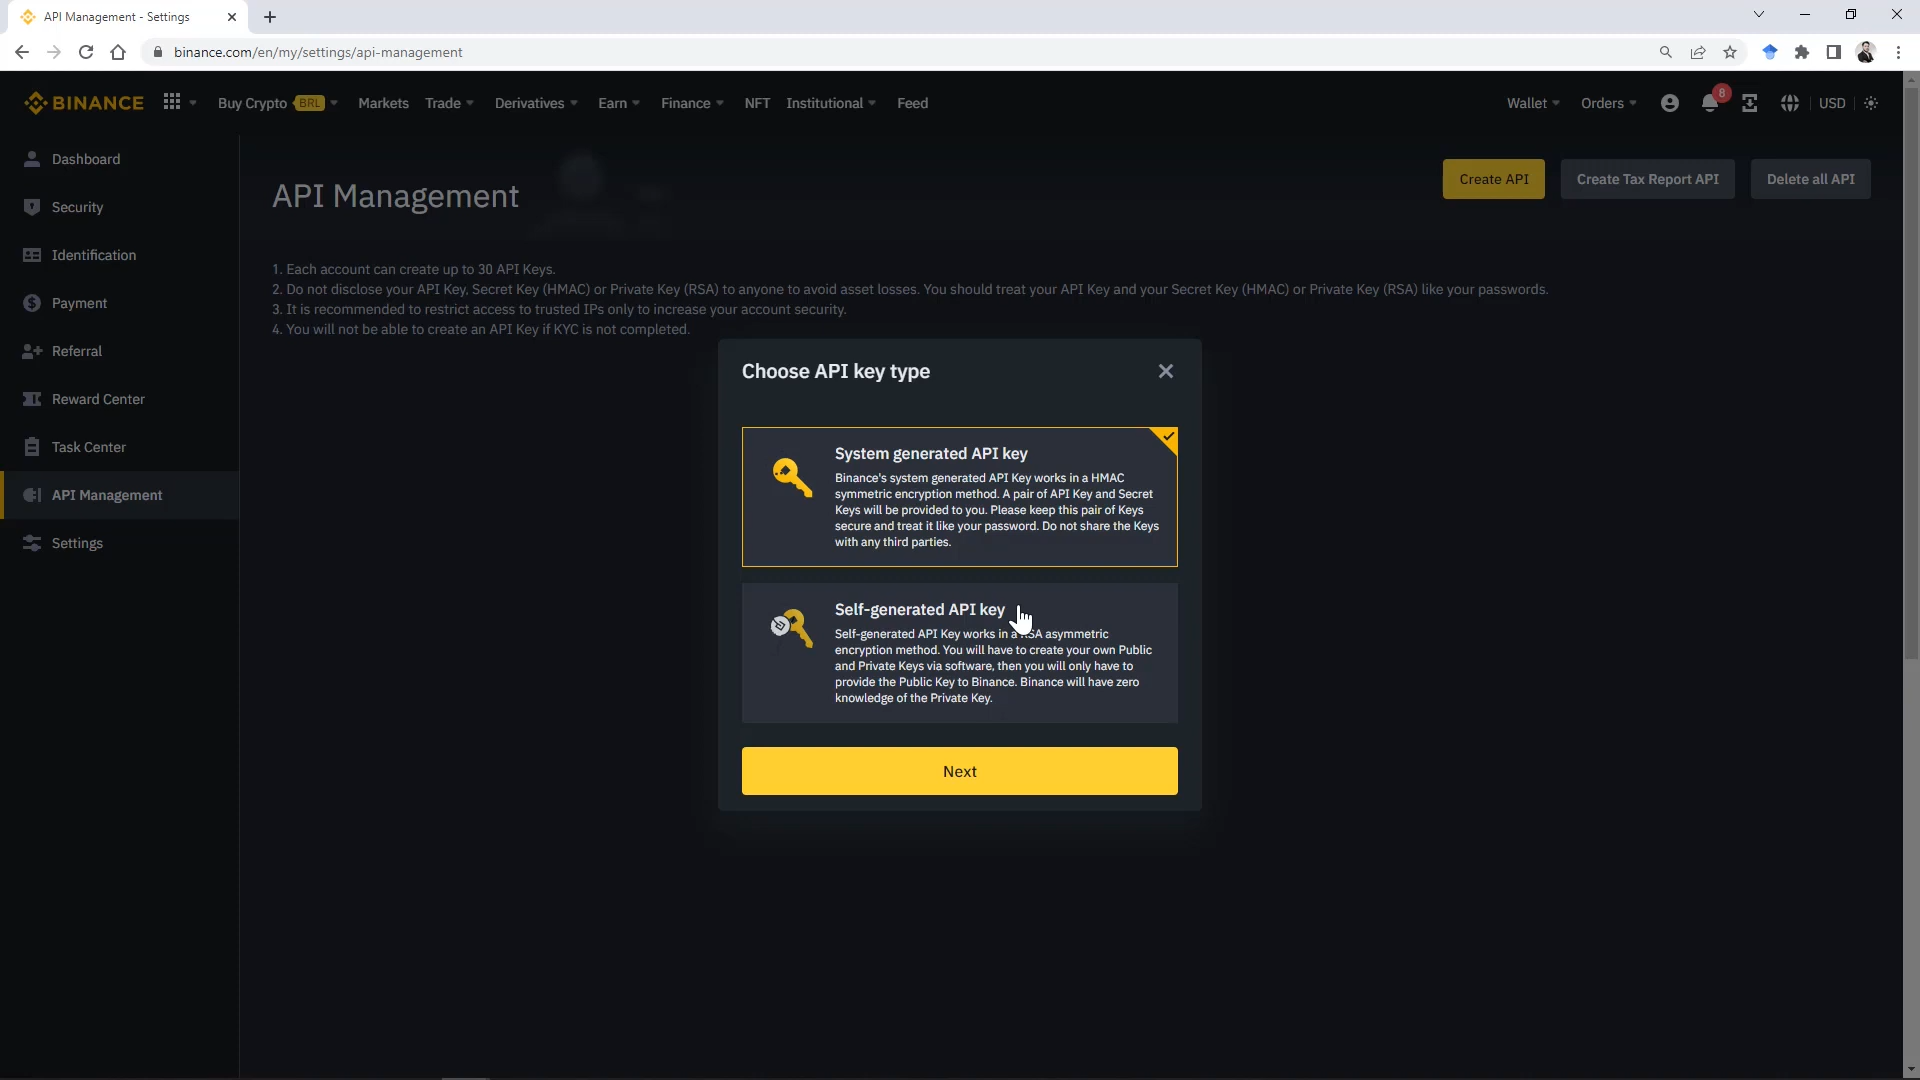 API Management - Settings
binance.com/en/my/settings/api-management
BINANCE Buy Crypto BRL Markets Trade Derivatives Earn Finance NFT Institutional Feed Wallet Orders 8 USD
Dashboard
Security
Identification
Payment
Referral
Reward Center
Task Center
API Management
Settings
API Management
Create API Create Tax Report API Delete all API
1. Each account can create up to 30 API Keys.
2. Do not disclose your API Key, Secret Key (HMAC) or Private Key (RSA) to anyone to avoid asset losses. You should treat your API Key and your Secret Key (HMAC) or Private Key (RSA) like your passwords.
3. It is recommended to restrict access to trusted IPs only to increase your account security.
4. You will not be able to create an API Key if KYC is not completed.
Choose API key type
System generated API key
Binance's system generated API Key works in a HMAC
symmetric encryption method. A pair of API Key and Secret
Keys will be provided to you. Please keep this pair of Keys
secure and treat it like your password. Do not share the Keys
with any third parties.
Self-generated API key
Self-generated API Key works in a RSA asymmetric
encryption method. You will have to create your own Public
and Private Keys via software, then you will only have to
provide the Public Key to Binance. Binance will have zero
knowledge of the Private Key.
Next